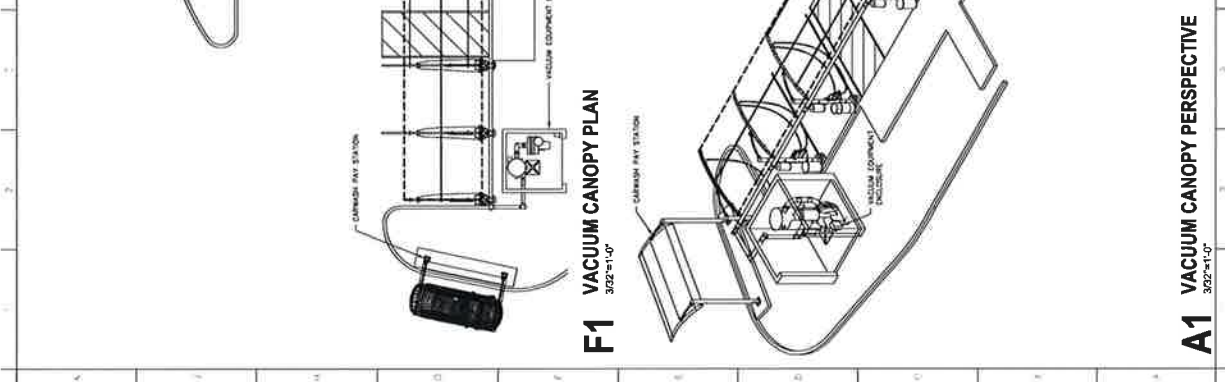 CARWASH PAY STATION
VACUUM EQUIPMENT
F1 VACUUM CANOPY PLAN
3/32"=1'-0"
CARWASH PAY STATION
VACUUM EQUIPMENT
ENCLOSURE
A1 VACUUM CANOPY PERSPECTIVE
3/32"=1'-0"